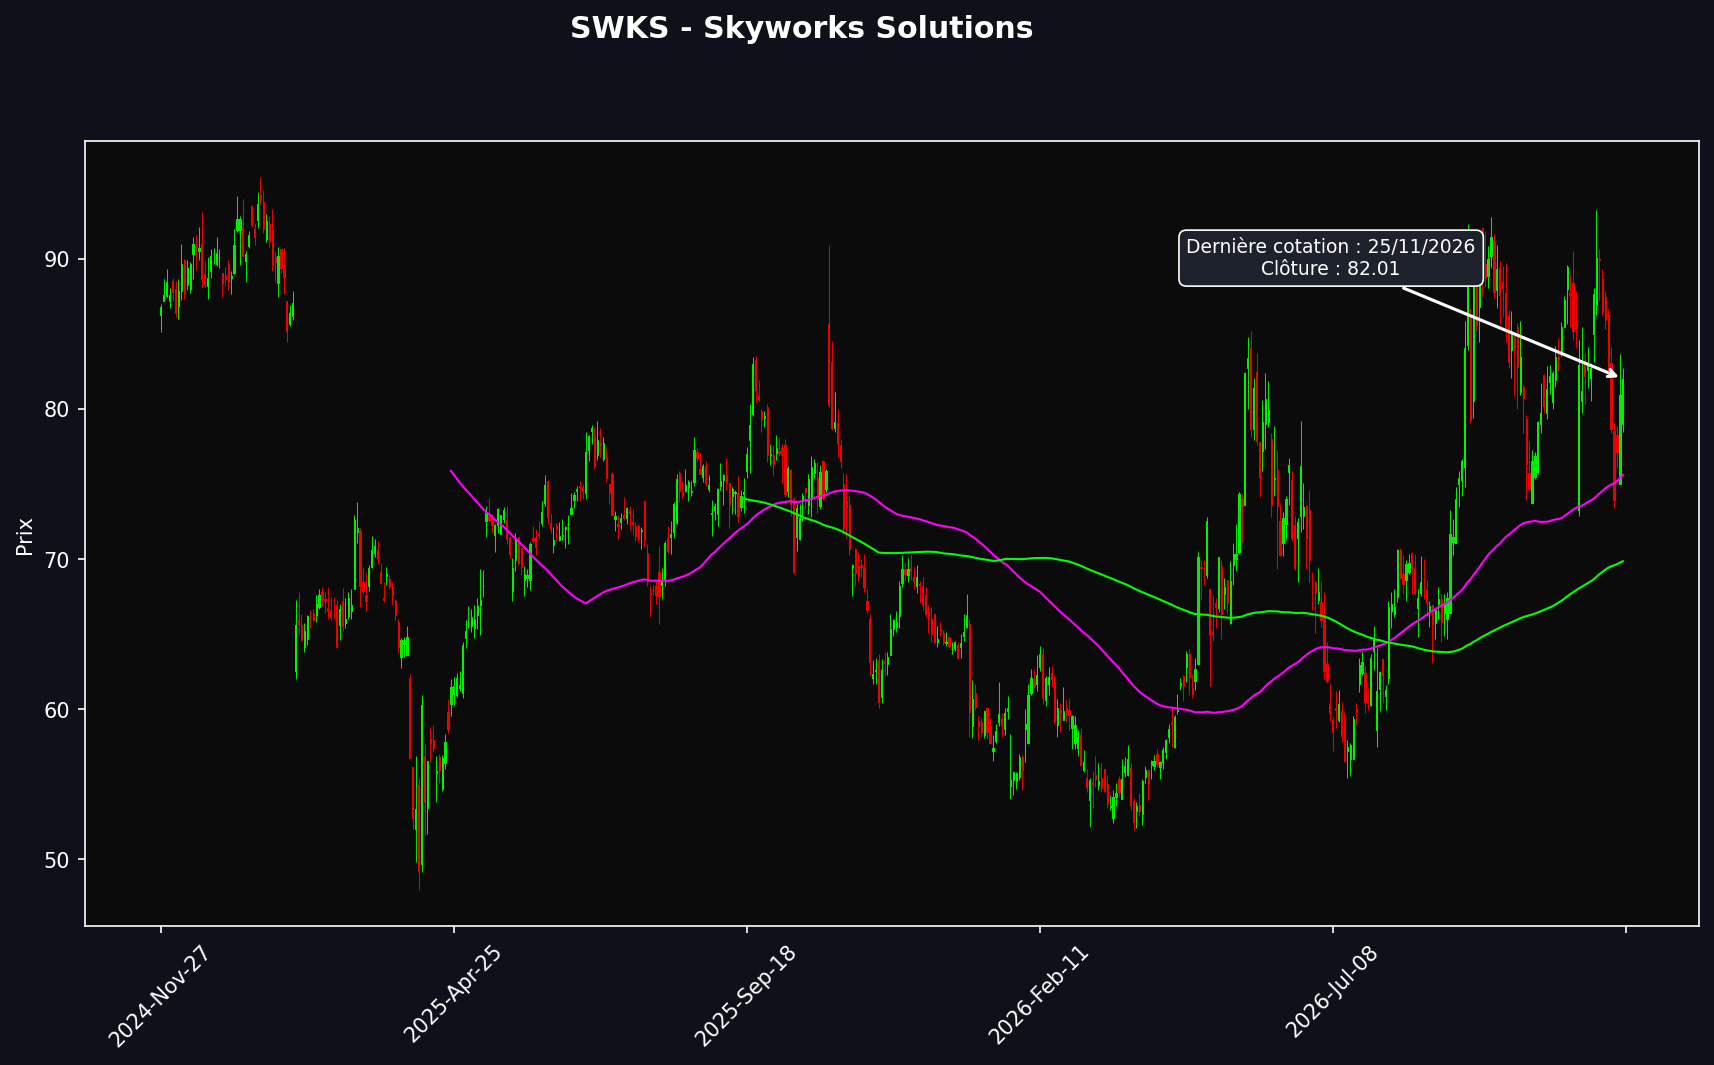 SWKS - Skyworks Solutions
Dernière cotation : 25/11/2026
Clôture : 82.01
Prix
90
80
70
60
50
2024-Nov-27
2025-Apr-25
2025-Sep-18
2026-Feb-11
2026-Jul-08